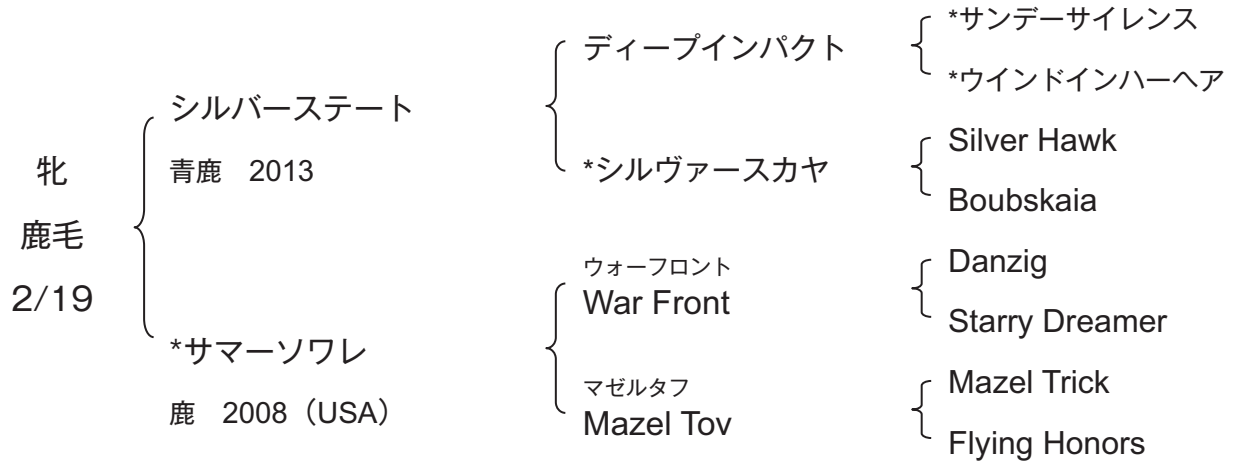 牝
鹿毛
2/19
シルバーステート
青鹿　2013
*サマーソワレ
鹿　2008（USA）
ディープインパクト
*シルヴァースカヤ
ウォーフロント
War Front
マゼルタフ
Mazel Tov
*サンデーサイレンス
*ウインドインハーヘア
Silver Hawk
Boubskaia
Danzig
Starry Dreamer
Mazel Trick
Flying Honors